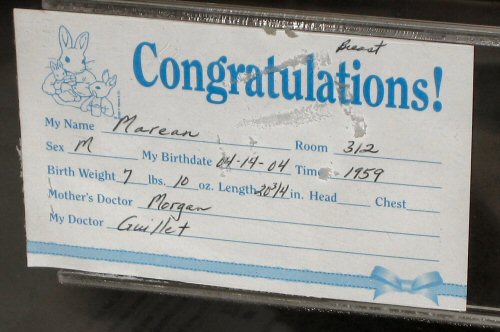 Breast
Congratulations!
My Name Marean Room 312
Sex M My Birthdate 04-14-04 Time 1959
Birth Weight 7 lbs. 10 oz. Length 20 3/4 in. Head Chest
Mother's Doctor Morgan
My Doctor Guillet